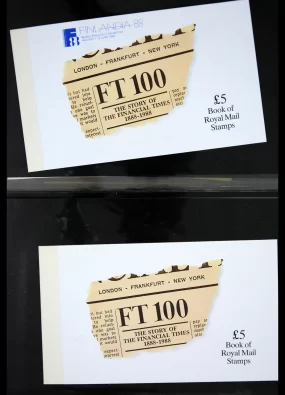 FINLANDIA 88
LONDON · FRANKFURT · NEW YORK
FT 100
THE STORY OF
THE FINANCIAL TIMES
1888-1988
£5
Book of
Royal Mail
Stamps
LONDON · FRANKFURT · NEW YORK
FT 100
THE STORY OF
THE FINANCIAL TIMES
1888-1988
£5
Book of
Royal Mail
Stamps